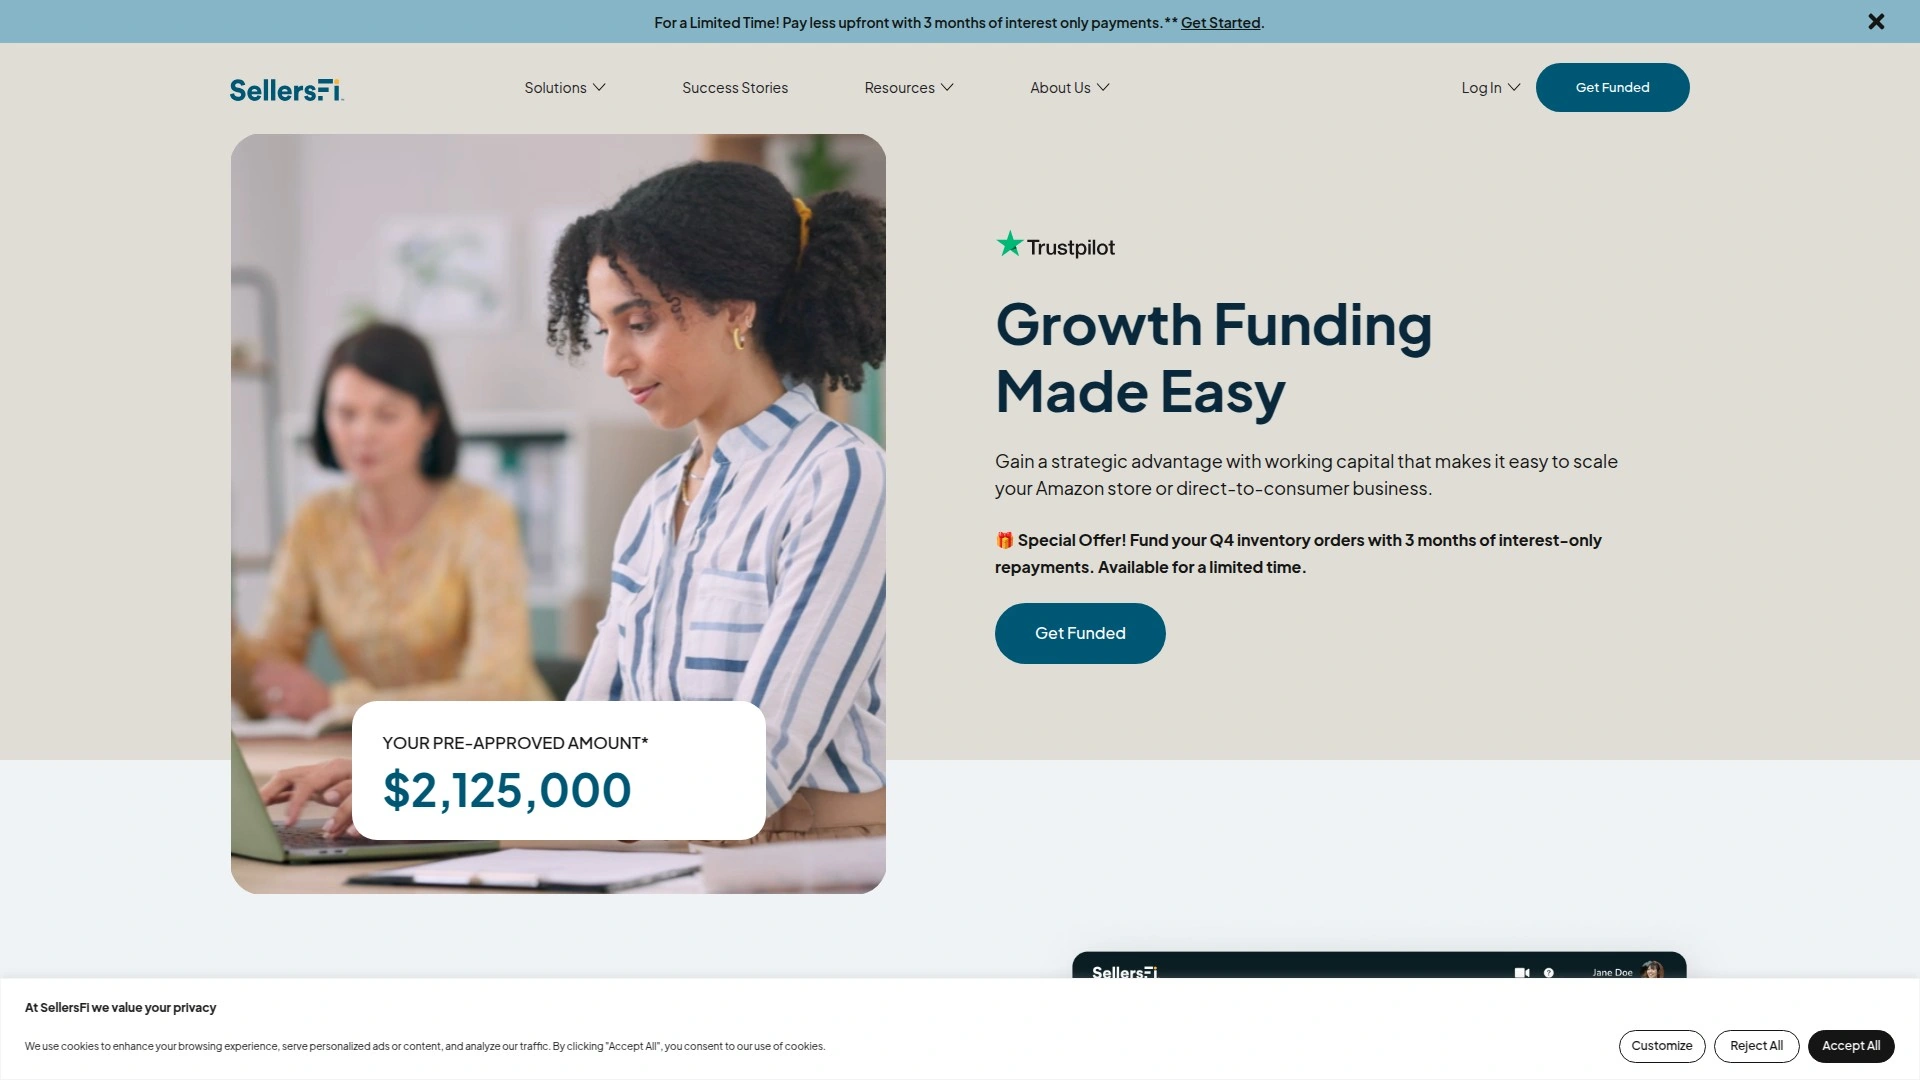 For a Limited Time! Pay less upfront with 3 months of interest only payments.** Get Started.
SellersFi
Solutions
Success Stories
Resources
About Us
Log In
Get Funded
Trustpilot
Growth Funding
Made Easy
Gain a strategic advantage with working capital that makes it easy to scale
your Amazon store or direct-to-consumer business.
🎁 Special Offer! Fund your Q4 inventory orders with 3 months of interest-only
repayments. Available for a limited time.
Get Funded
YOUR PRE-APPROVED AMOUNT*
$2,125,000
SellersFi
Jane Doe
At SellersFi we value your privacy
We use cookies to enhance your browsing experience, serve personalized ads or content, and analyze our traffic. By clicking "Accept All", you consent to our use of cookies.
Customize
Reject All
Accept All